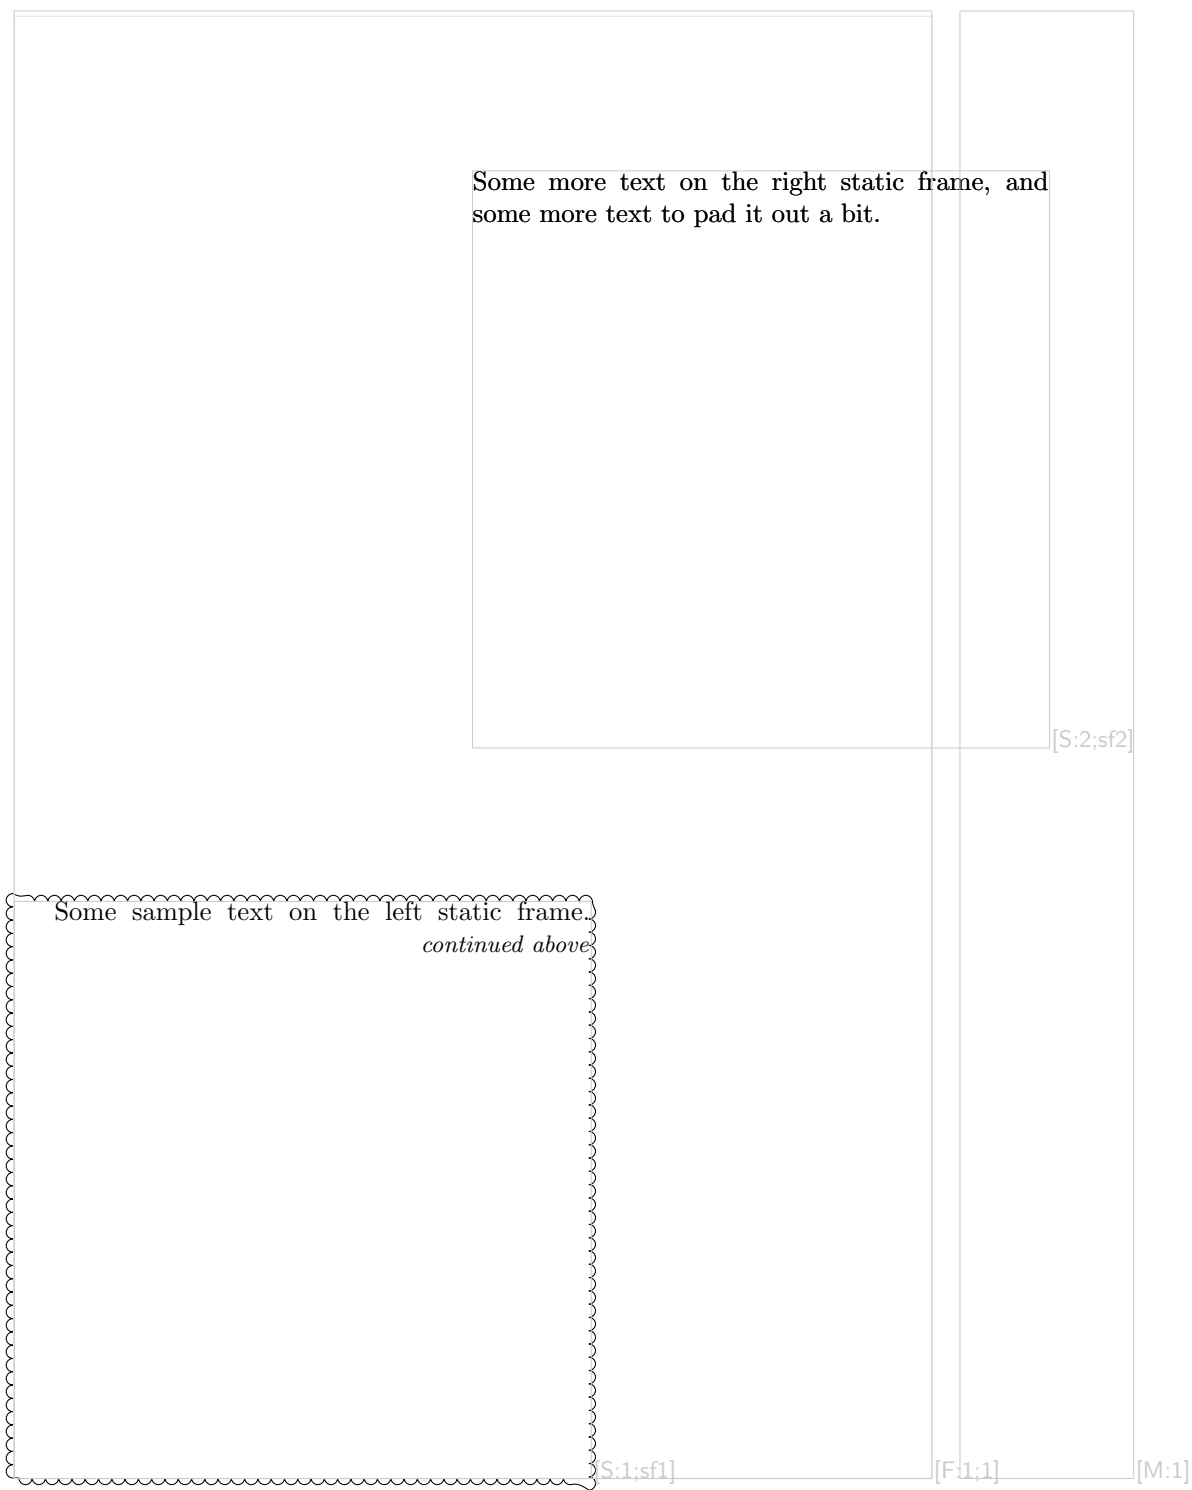 Some more text on the right static frame, and
some more text to pad it out a bit.
[S:2;sf2]
Some sample text on the left static frame.
continued above
[S:1;sf1]
[F:1;1]
[M:1]